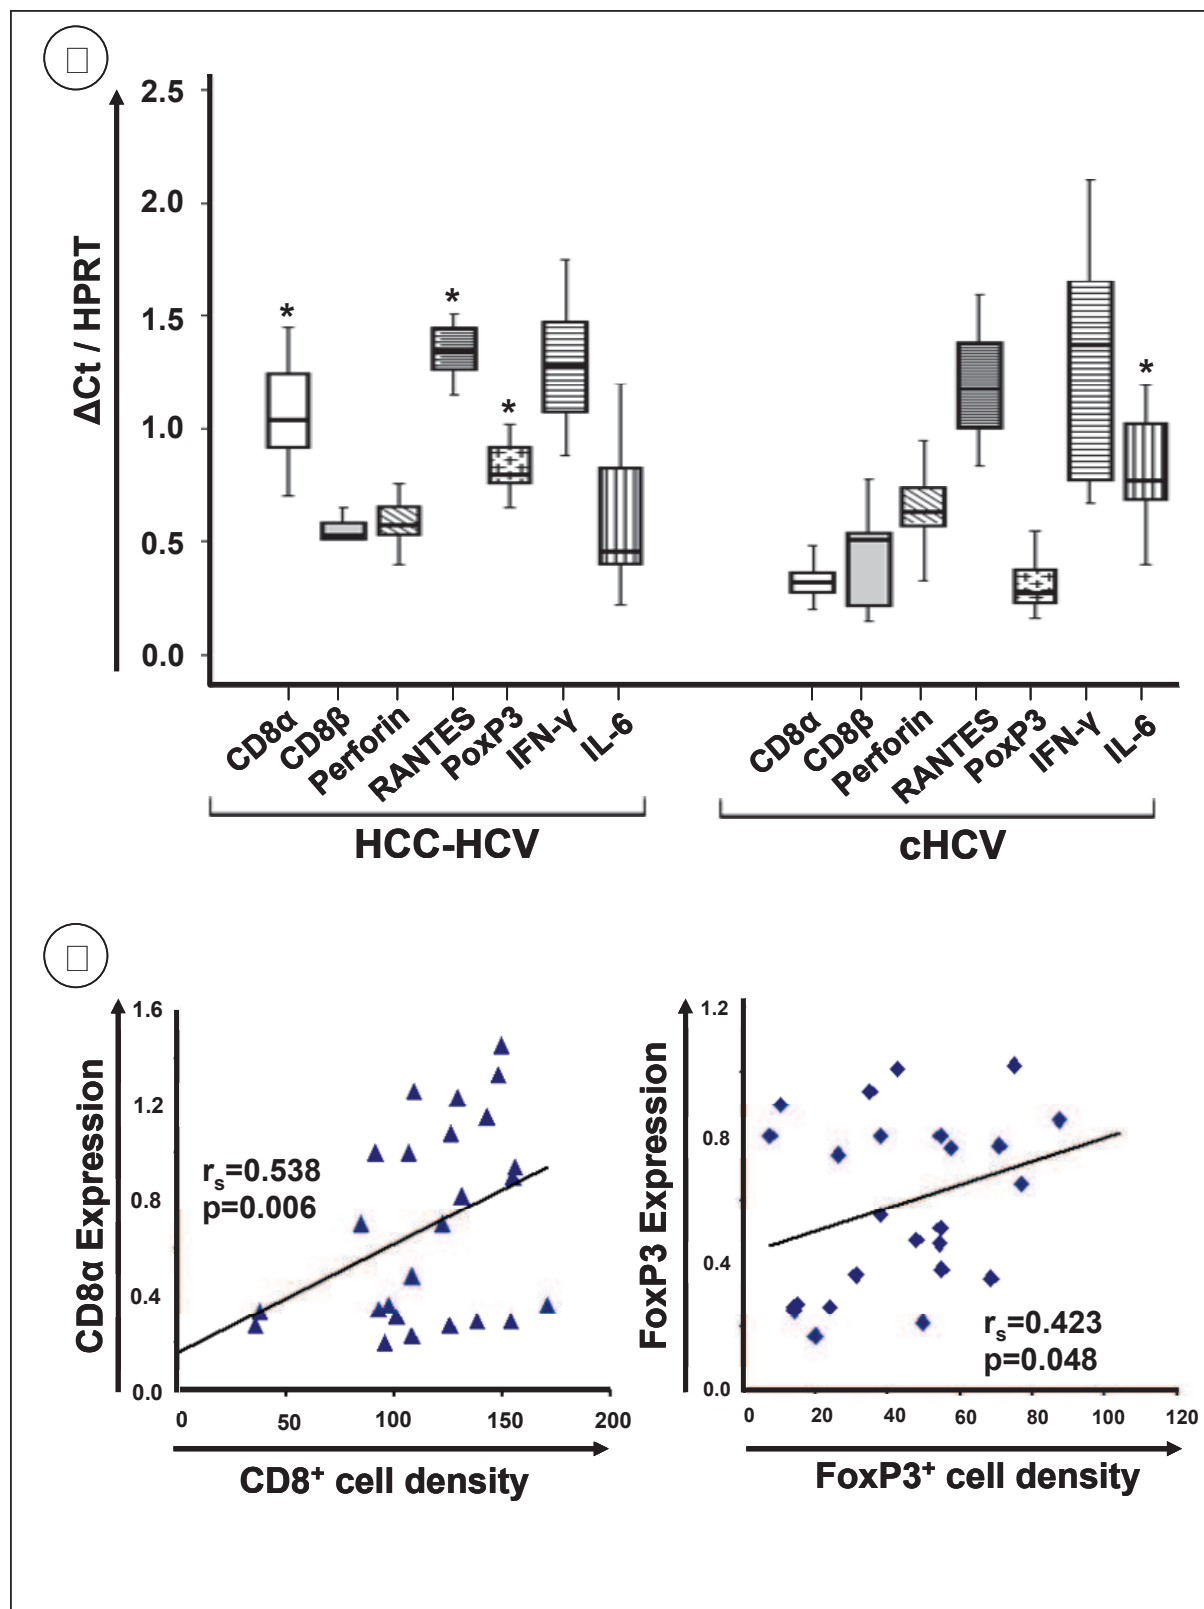 2.5
2.0
1.5
1.0
0.5
0.0
ΔCt / HPRT
*
*
*
*
CD8α CD8β Perforin RANTES PoxP3 IFN-γ IL-6
CD8α CD8β Perforin RANTES PoxP3 IFN-γ IL-6
HCC-HCV cHCV
1.6
1.2
0.8
0.4
0.0
CD8α Expression
rs=0.538
p=0.006
0 50 100 150 200
CD8⁺ cell density
1.2
0.8
0.4
0.0
FoxP3 Expression
rs=0.423
p=0.048
0 20 40 60 80 100 120
FoxP3⁺ cell density